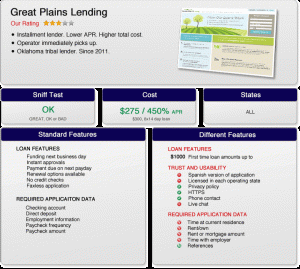 Great Plains Lending
Our Rating
Installment lender. Lower APR. Higher total cost.
Operator immediately picks up.
Oklahoma tribal lender. Since 2011.
Sniff Test
OK
GREAT, OK or BAD
Cost
$275 / 450% APR
$300, 8x14 day loan
States
ALL
Standard Features
LOAN FEATURES
Funding next business day
Instant approvals
Payment due on next payday
Renewal options available
No credit checks
Faxless application
REQUIRED APPLICATON DATA
Checking account
Direct deposit
Employment information
Paycheck frequency
Paycheck amount
Different Features
LOAN FEATURES
$1000 First time loan amounts up to
TRUST AND USABILITY
Spanish version of application
Licensed in each operating state
Privacy policy
HTTPS
Phone contact
Live chat
REQUIRED APPLICATION DATA
Time at current residence
Rent/own
Rent or mortgage amount
Time with employer
References